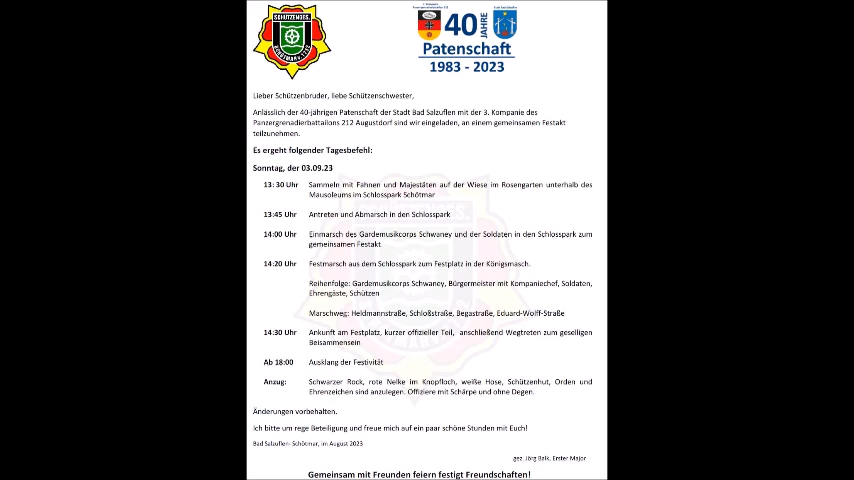 SCHÜTZENGES.
40 JAHRE
Patenschaft
1983 - 2023
Lieber Schützenbruder, liebe Schützenschwester,
Anlässlich der 40-jährigen Patenschaft der Stadt Bad Salzuflen mit der 3. Kompanie des
Panzergrenadierbattailons 212 Augustdorf sind wir eingeladen, an einem gemeinsamen Festakt
teilzunehmen.
Es ergeht folgender Tagesbefehl:
Sonntag, der 03.09.23
13: 30 Uhr Sammeln mit Fahnen und Majestäten auf der Wiese im Rosengarten unterhalb des
Mausoleums im Schlosspark Schötmar
13:45 Uhr Antreten und Abmarsch in den Schlosspark
14:00 Uhr Einmarsch des Gardemusikcorps Schwaney und der Soldaten in den Schlosspark zum
gemeinsamen Festakt
14:20 Uhr Festmarsch aus dem Schlosspark zum Festplatz in der Königsmasch.
Reihenfolge: Gardemusikcorps Schwaney, Bürgermeister mit Kompaniechef, Soldaten,
Ehrengäste, Schützen
Marschweg: Heldmannstraße, Schloßstraße, Begastraße, Eduard-Wolff-Straße
14:30 Uhr Ankunft am Festplatz, kurzer offizieller Teil, anschließend Wegtreten zum geselligen
Beisammensein
Ab 18:00 Ausklang der Festivität
Anzug: Schwarzer Rock, rote Nelke im Knopfloch, weiße Hose, Schützenhut, Orden und
Ehrenzeichen sind anzulegen. Offiziere mit Schärpe und ohne Degen.
Änderungen vorbehalten.
Ich bitte um rege Beteiligung und freue mich auf ein paar schöne Stunden mit Euch!
Bad Salzuflen- Schötmar, im August 2023
gez. Jörg Balk, Erster Major
Gemeinsam mit Freunden feiern festigt Freundschaften!